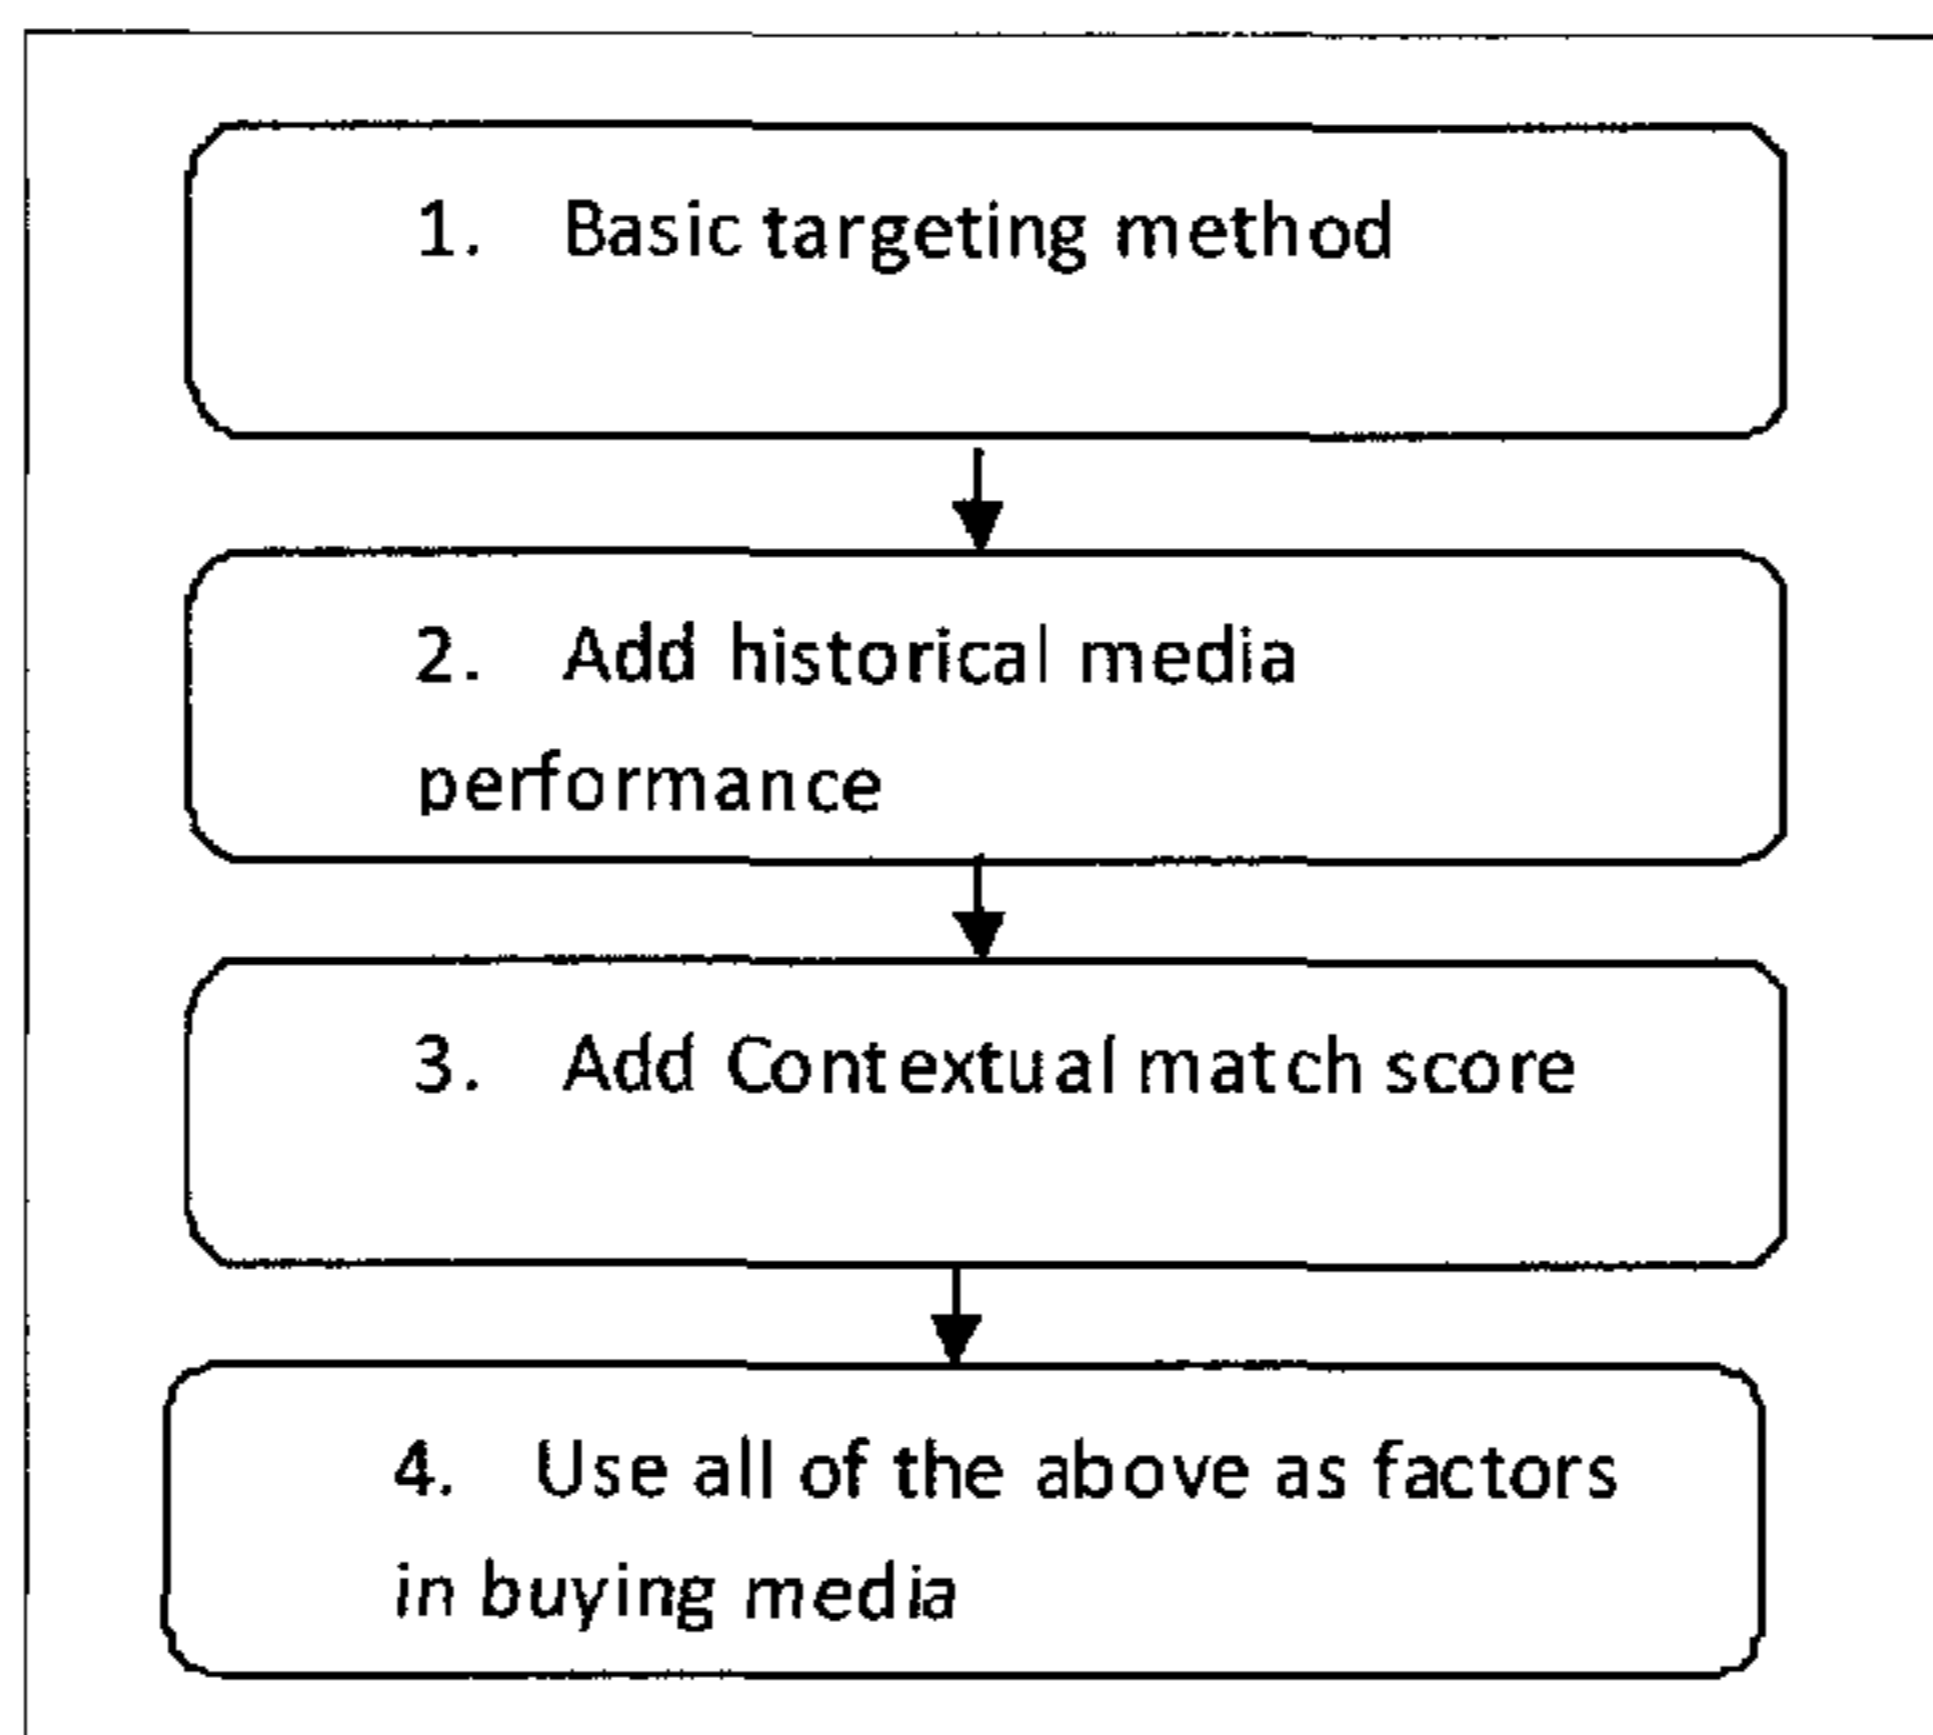 1. Basic targeting method
2. Add historical media
performance
3. Add Contextual match score
4. Use all of the above as factors
in buying media